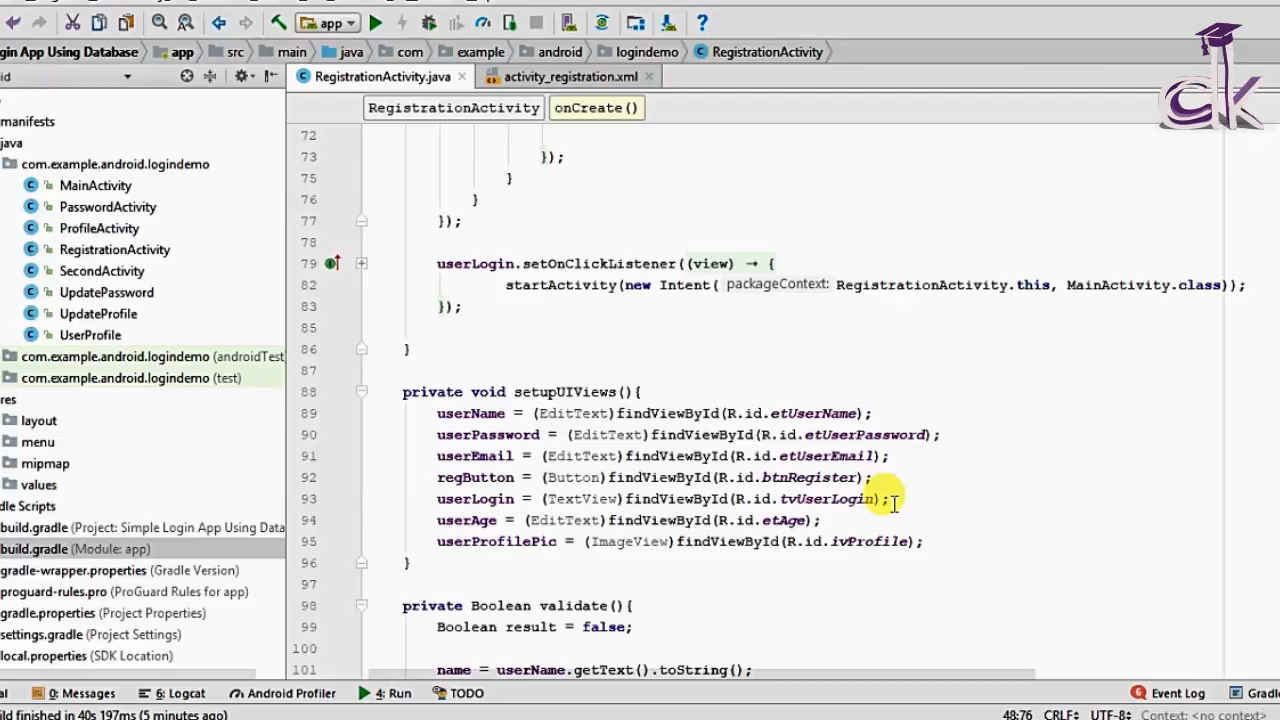 app
gin App Using Database app src main java com example android logindemo RegistrationActivity
id RegistrationActivity.java activity_registration.xml
RegistrationActivity onCreate()
manifests
java
com.example.android.logindemo
MainActivity
PasswordActivity
ProfileActivity
RegistrationActivity
SecondActivity
UpdatePassword
UpdateProfile
UserProfile
com.example.android.logindemo (androidTest
com.example.android.logindemo (test)
res
layout
menu
mipmap
values
dle Scripts
build.gradle (Project: Simple Login App Using Data
build.gradle (Module: app)
gradle-wrapper.properties (Gradle Version)
proguard-rules.pro (ProGuard Rules for app)
gradle.properties (Project Properties)
settings.gradle (Project Settings)
local.properties (SDK Location)
72
73 });
75 }
76 }
77 });
78
79 userLogin.setOnClickListener((view) → {
82 startActivity(new Intent( packageContext: RegistrationActivity.this, MainActivity.class));
83 });
85
86 }
87
88 private void setupUIViews(){
89 userName = (EditText)findViewById(R.id.etUserName);
90 userPassword = (EditText)findViewById(R.id.etUserPassword);
91 userEmail = (EditText)findViewById(R.id.etUserEmail);
92 regButton = (Button)findViewById(R.id.btnRegister);
93 userLogin = (TextView)findViewById(R.id.tvUserLogin);
94 userAge = (EditText)findViewById(R.id.etAge);
95 userProfilePic = (ImageView)findViewById(R.id.ivProfile);
96 }
97
98 private Boolean validate(){
99 Boolean result = false;
100
101 name = userName.getText().toString();
al 0: Messages 6: Logcat Android Profiler 4: Run TODO Event Log Gradl
ild finished in 40s 197ms (5 minutes ago) 48:76 CRLF UTF-8 Context: <no context>
ck